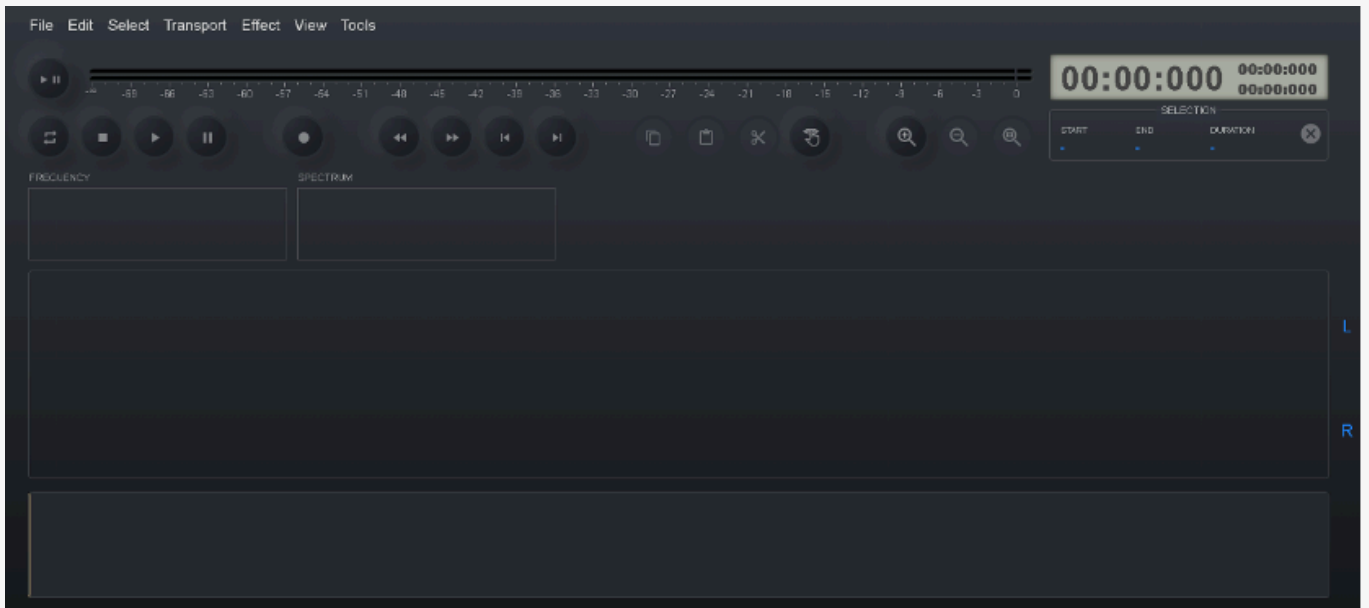 File Edit Select Transport Effect View Tools
00:00:000 00:00:000
00:00:000
-∞ -69 -66 -63 -60 -57 -54 -51 -48 -45 -42 -39 -36 -33 -30 -27 -24 -21 -18 -15 -12 -9 -6 -3 0
SELECTION
START END DURATION
FREQUENCY SPECTRUM
L
R